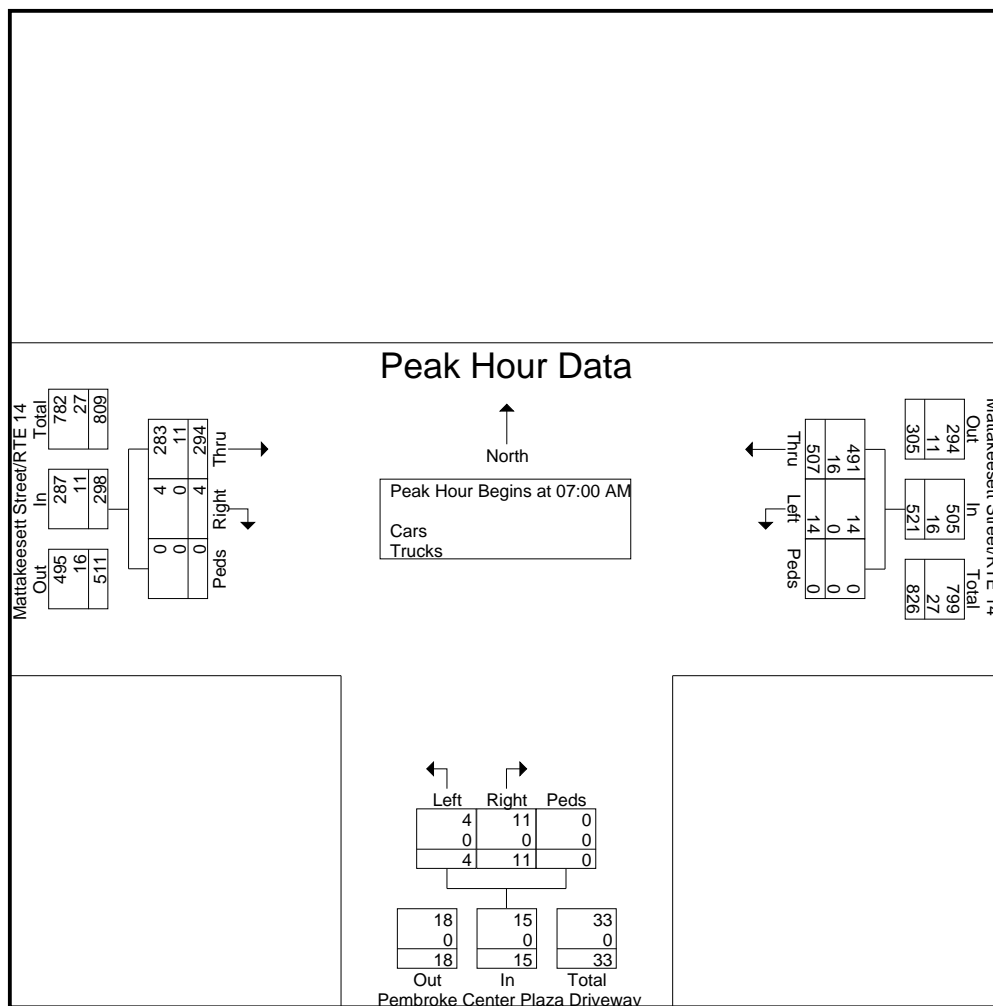 Peak Hour Data
North
Peak Hour Begins at 07:00 AM
Cars
Trucks
Mattakeesett Street/RTE 14
Total
782
27
809
In
287
11
298
Out
495
16
511
Thru
283
11
294
Right
4
0
4
Peds
0
0
0
Mattakeesett Street/RTE 14
Out
294
11
305
In
505
16
521
Total
799
27
826
Thru
491
16
507
Left
14
0
14
Peds
0
0
0
Left Right Peds
4 11 0
0 0 0
4 11 0
18 15 33
0 0 0
18 15 33
Out In Total
Pembroke Center Plaza Driveway